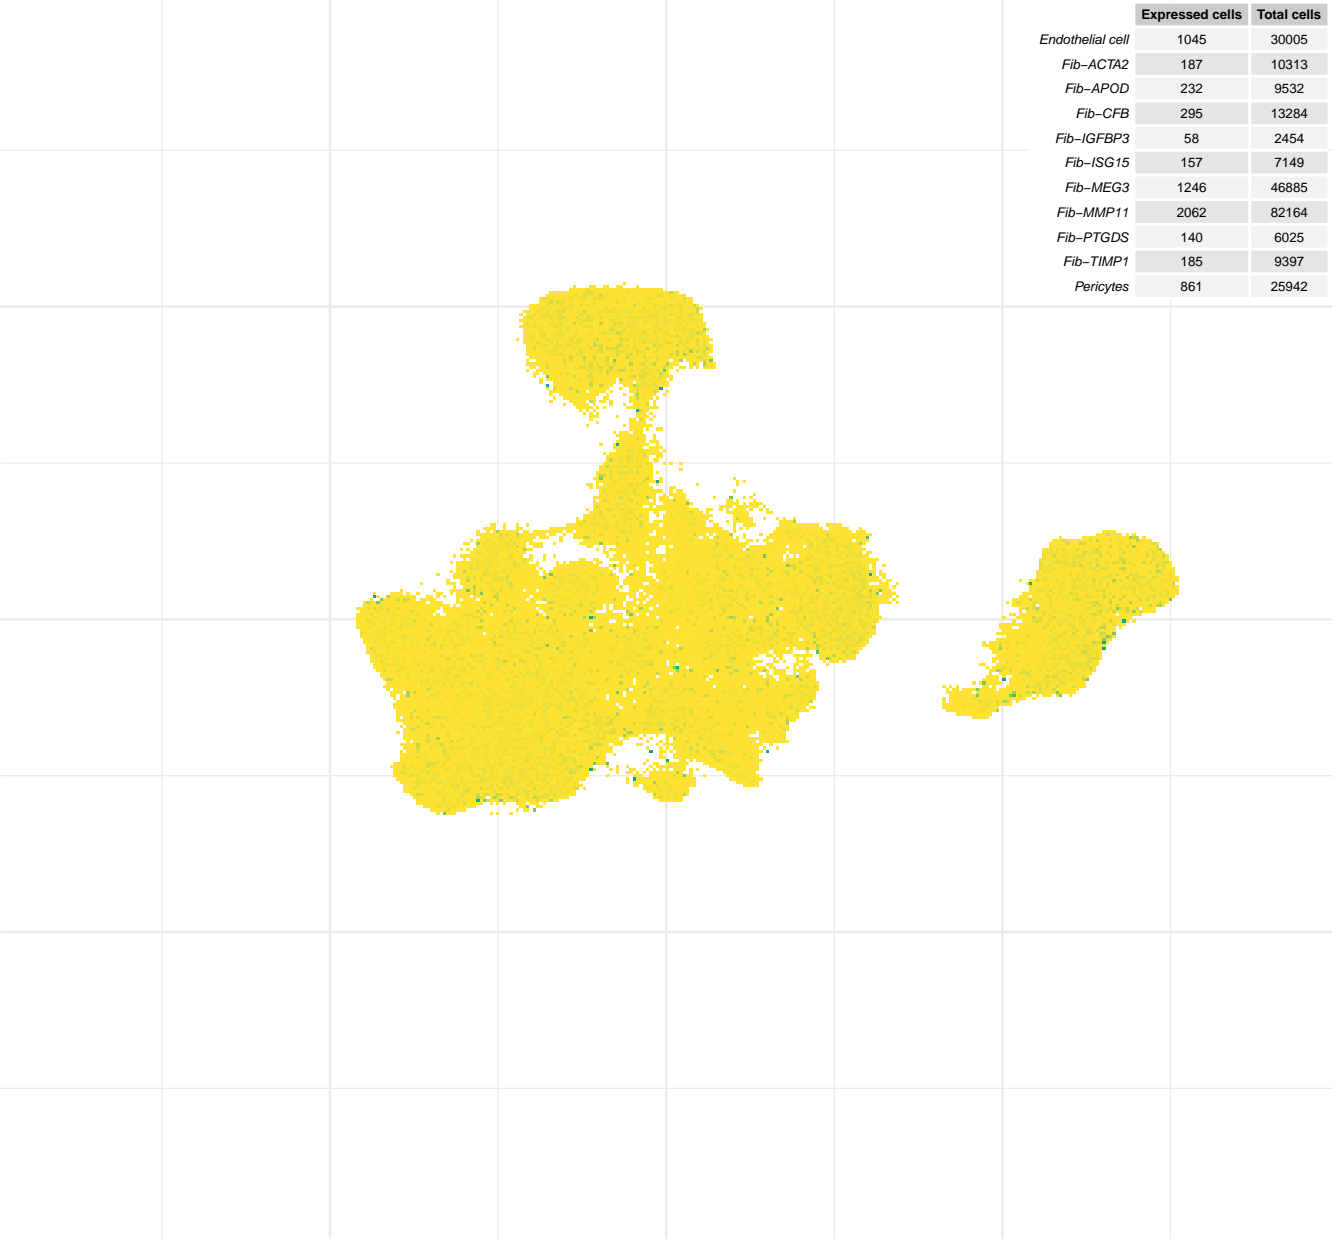 Expressed cells Total cells
Endothelial cell 1045 30005
Fib−ACTA2 187 10313
Fib−APOD 232 9532
Fib−CFB 295 13284
Fib−IGFBP3 58 2454
Fib−ISG15 157 7149
Fib−MEG3 1246 46885
Fib−MMP11 2062 82164
Fib−PTGDS 140 6025
Fib−TIMP1 185 9397
Pericytes 861 25942